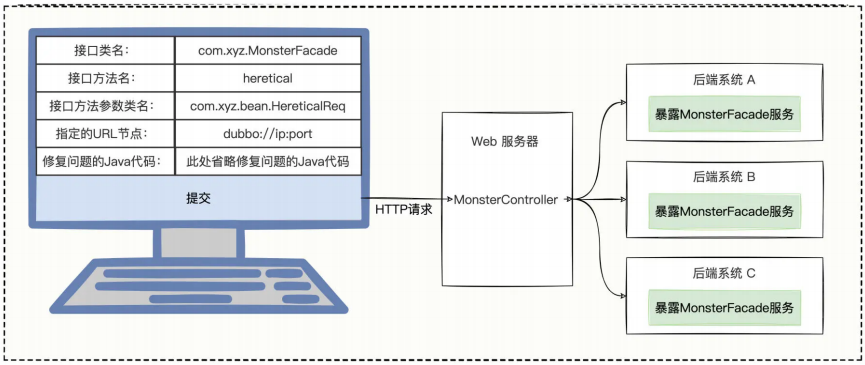 接口类名： com.xyz.MonsterFacade
接口方法名： heretical
接口方法参数类名： com.xyz.bean.HereticalReq
指定的URL节点： dubbo://ip:port
修复问题的Java代码： 此处省略修复问题的Java代码
提交
HTTP请求
Web 服务器
MonsterController
后端系统 A
暴露MonsterFacade服务
后端系统 B
暴露MonsterFacade服务
后端系统 C
暴露MonsterFacade服务